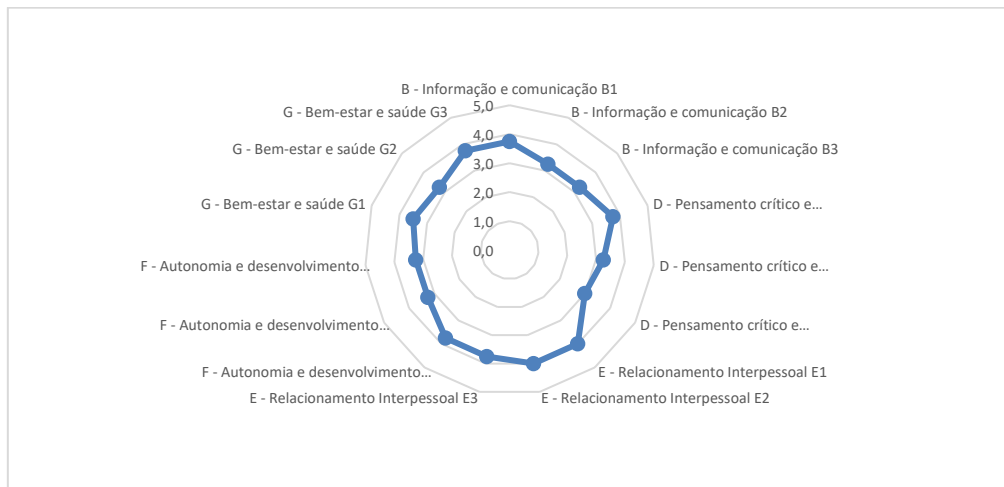 B - Informação e comunicação B1
B - Informação e comunicação B2
B - Informação e comunicação B3
D - Pensamento crítico e...
D - Pensamento crítico e...
D - Pensamento crítico e...
E - Relacionamento Interpessoal E1
E - Relacionamento Interpessoal E2
E - Relacionamento Interpessoal E3
F - Autonomia e desenvolvimento...
F - Autonomia e desenvolvimento...
F - Autonomia e desenvolvimento...
G - Bem-estar e saúde G1
G - Bem-estar e saúde G2
G - Bem-estar e saúde G3
5,0
4,0
3,0
2,0
1,0
0,0